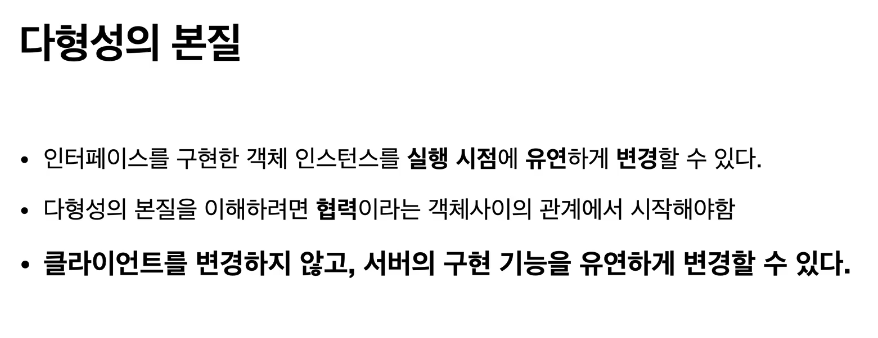 다형성의 본질
• 인터페이스를 구현한 객체 인스턴스를 실행 시점에 유연하게 변경할 수 있다.
• 다형성의 본질을 이해하려면 협력이라는 객체사이의 관계에서 시작해야함
• 클라이언트를 변경하지 않고, 서버의 구현 기능을 유연하게 변경할 수 있다.